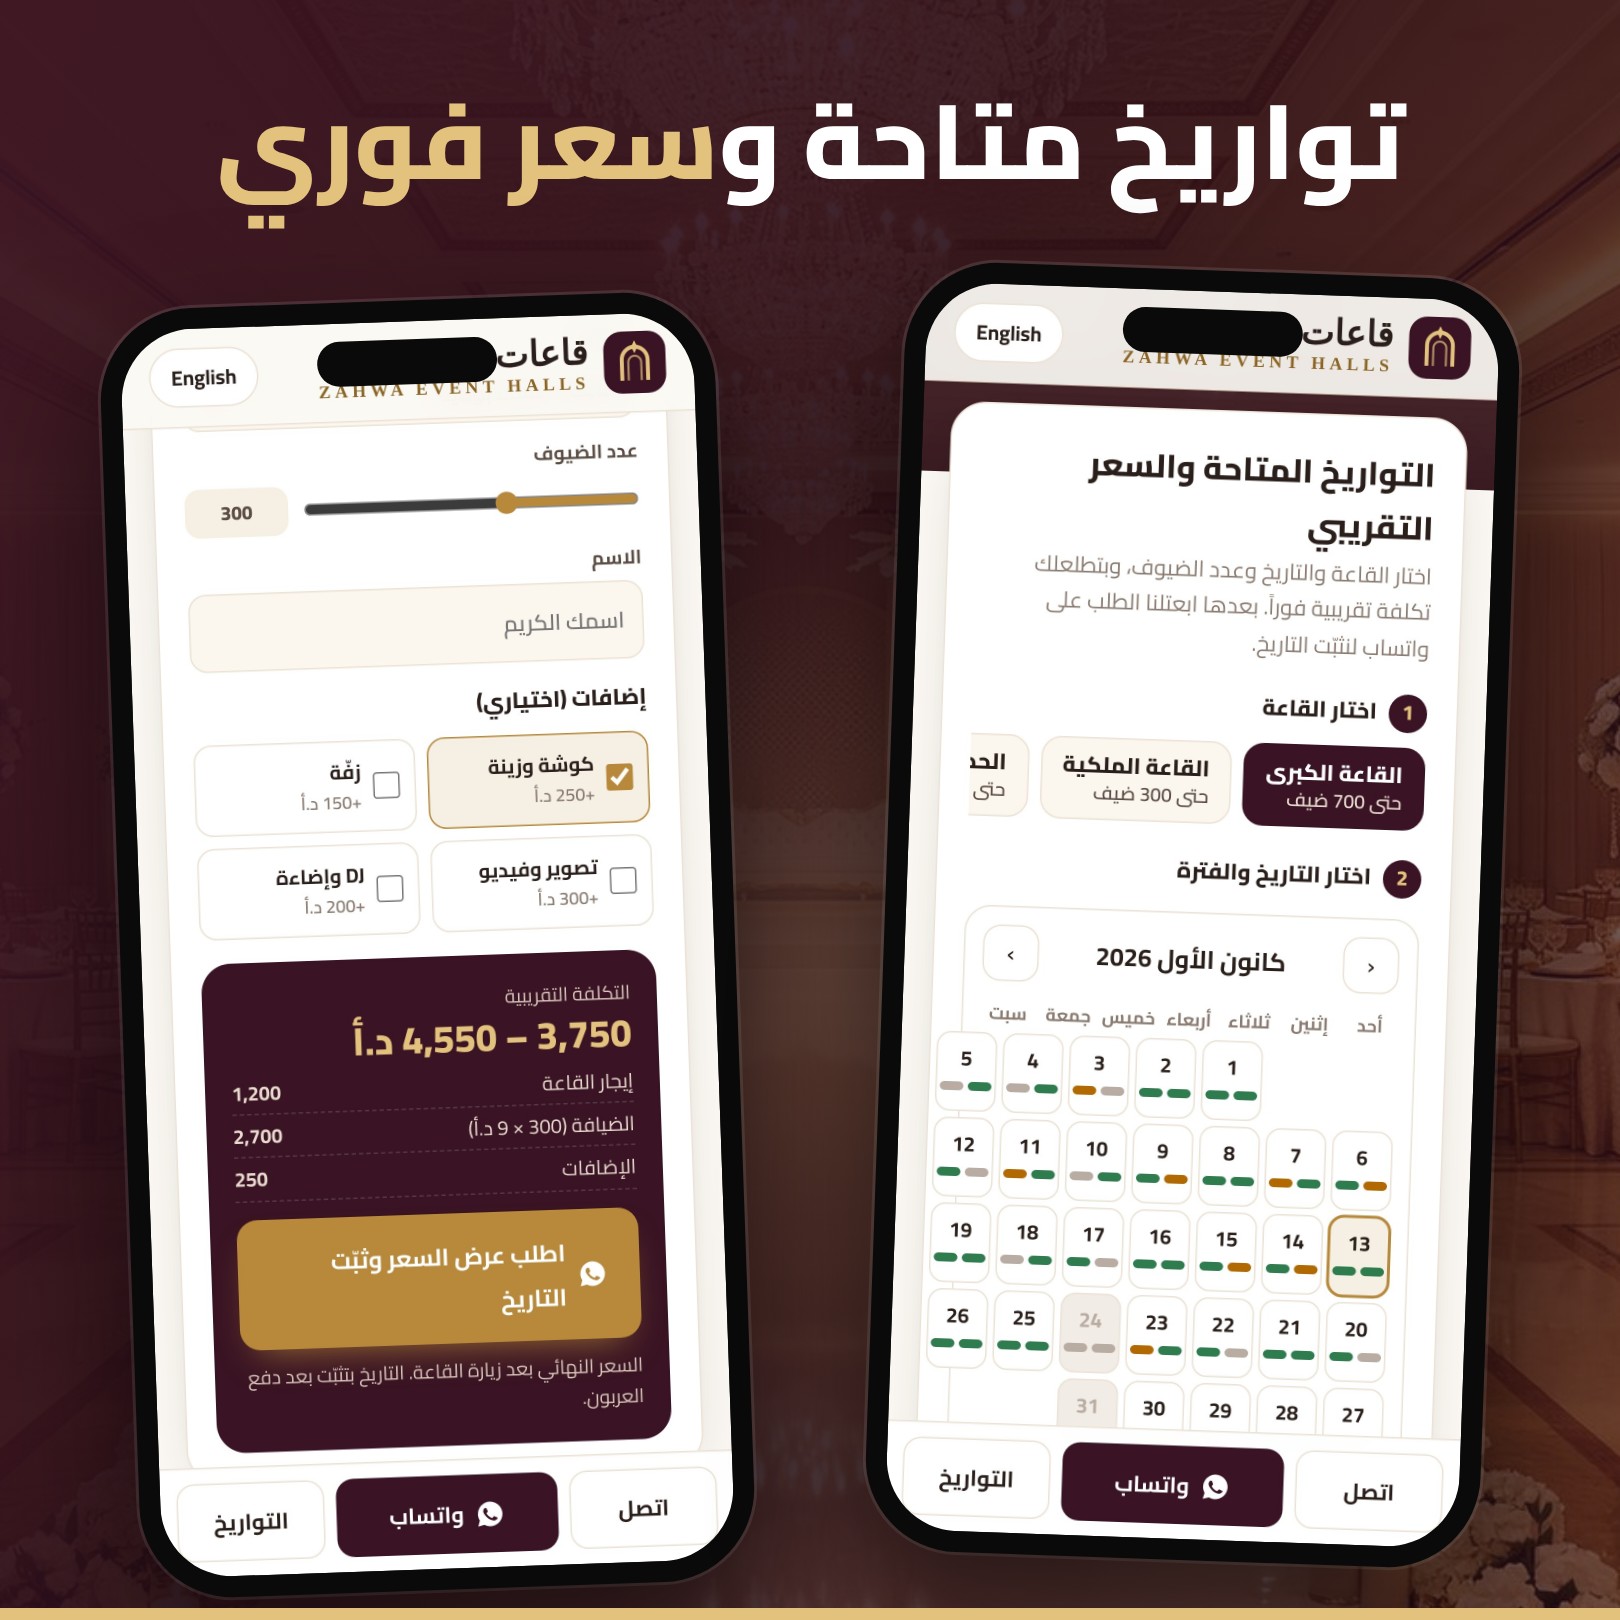 تواريخ متاحة وسعر فوري
قاعات
ZAHWA EVENT HALLS
English
التواريخ المتاحة والسعر
التقريبي
اختار القاعة والتاريخ وعدد الضيوف، وبتطلعلك
تكلفة تقريبية فوراً. بعدها ابعتلنا الطلب على
واتساب لنثبّت التاريخ.
1 اختار القاعة
القاعة الكبرى
حتى 700 ضيف
القاعة الملكية
حتى 300 ضيف
حتى
2 اختار التاريخ والفترة
‹ كانون الأول 2026 ›
أحد إثنين ثلاثاء أربعاء خميس جمعة سبت
1 2 3 4 5
6 7 8 9 10 11 12
13 14 15 16 17 18 19
20 21 22 23 24 25 26
27 28 29 30 31
اتصل
واتساب
التواريخ
قاعات
ZAHWA EVENT HALLS
English
عدد الضيوف
300
الاسم
اسمك الكريم
إضافات (اختياري)
كوشة وزينة
+250 د.أ
زفّة
+150 د.أ
تصوير وفيديو
+300 د.أ
DJ وإضاءة
+200 د.أ
التكلفة التقريبية
3,750 – 4,550 د.أ
إيجار القاعة 1,200
الضيافة (300 × 9 د.أ) 2,700
الإضافات 250
اطلب عرض السعر وثبّت
التاريخ
السعر النهائي بعد زيارة القاعة. التاريخ بتثبّت بعد دفع
العربون.
اتصل
واتساب
التواريخ